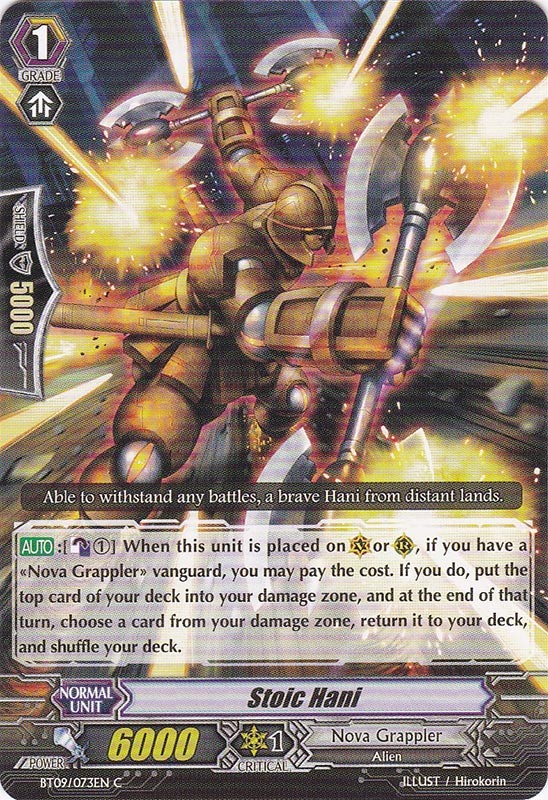 1
GRADE
SHIELD
5000
Able to withstand any battles, a brave Hani from distant lands.
AUTO:[①] When this unit is placed on V or R, if you have a
«Nova Grappler» vanguard, you may pay the cost. If you do, put the
top card of your deck into your damage zone, and at the end of that
turn, choose a card from your damage zone, return it to your deck,
and shuffle your deck.
NORMAL
UNIT
Stoic Hani
POWER
6000
1
CRITICAL
Nova Grappler
Alien
BT09/073EN C
ILLUST / Hirokorin